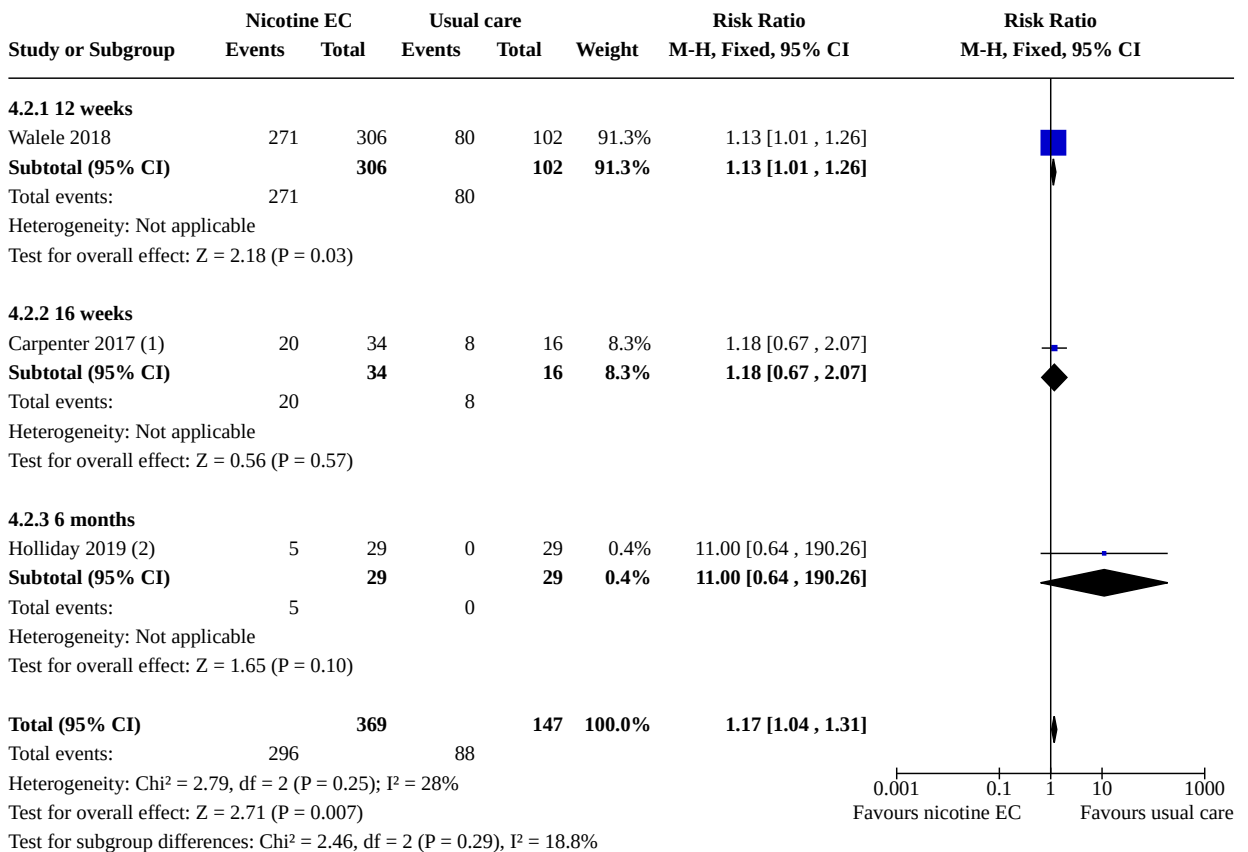 Nicotine EC Usual care Risk Ratio Risk Ratio
Study or Subgroup Events Total Events Total Weight M-H, Fixed, 95% CI M-H, Fixed, 95% CI
4.2.1 12 weeks
Walele 2018 271 306 80 102 91.3% 1.13 [1.01 , 1.26]
Subtotal (95% CI) 306 102 91.3% 1.13 [1.01 , 1.26]
Total events: 271 80
Heterogeneity: Not applicable
Test for overall effect: Z = 2.18 (P = 0.03)
4.2.2 16 weeks
Carpenter 2017 (1) 20 34 8 16 8.3% 1.18 [0.67 , 2.07]
Subtotal (95% CI) 34 16 8.3% 1.18 [0.67 , 2.07]
Total events: 20 8
Heterogeneity: Not applicable
Test for overall effect: Z = 0.56 (P = 0.57)
4.2.3 6 months
Holliday 2019 (2) 5 29 0 29 0.4% 11.00 [0.64 , 190.26]
Subtotal (95% CI) 29 29 0.4% 11.00 [0.64 , 190.26]
Total events: 5 0
Heterogeneity: Not applicable
Test for overall effect: Z = 1.65 (P = 0.10)
Total (95% CI) 369 147 100.0% 1.17 [1.04 , 1.31]
Total events: 296 88
Heterogeneity: Chi² = 2.79, df = 2 (P = 0.25); I² = 28%
0.001 0.1 1 10 1000
Test for overall effect: Z = 2.71 (P = 0.007)
Favours nicotine EC Favours usual care
Test for subgroup differences: Chi² = 2.46, df = 2 (P = 0.29), I² = 18.8%